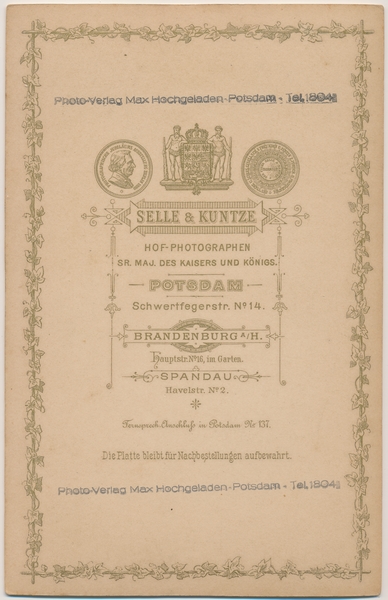 Photo-Verlag Max Hochgeladen-Potsdam - Tel. 1804
SELLE & KUNTZE
HOF-PHOTOGRAPHEN
SR. MAJ. DES KAISERS UND KÖNIGS.
POTSDAM
Schwertfegerstr. No 14.
BRANDENBURG A/H.
Hauptstr. No 16, im Garten.
SPANDAU
Havelstr. No 2.
Fernsprech-Anschluß in Potsdam Nr 137.
Die Platte bleibt für Nachbestellungen aufbewahrt.
Photo-Verlag Max Hochgeladen-Potsdam - Tel. 1804